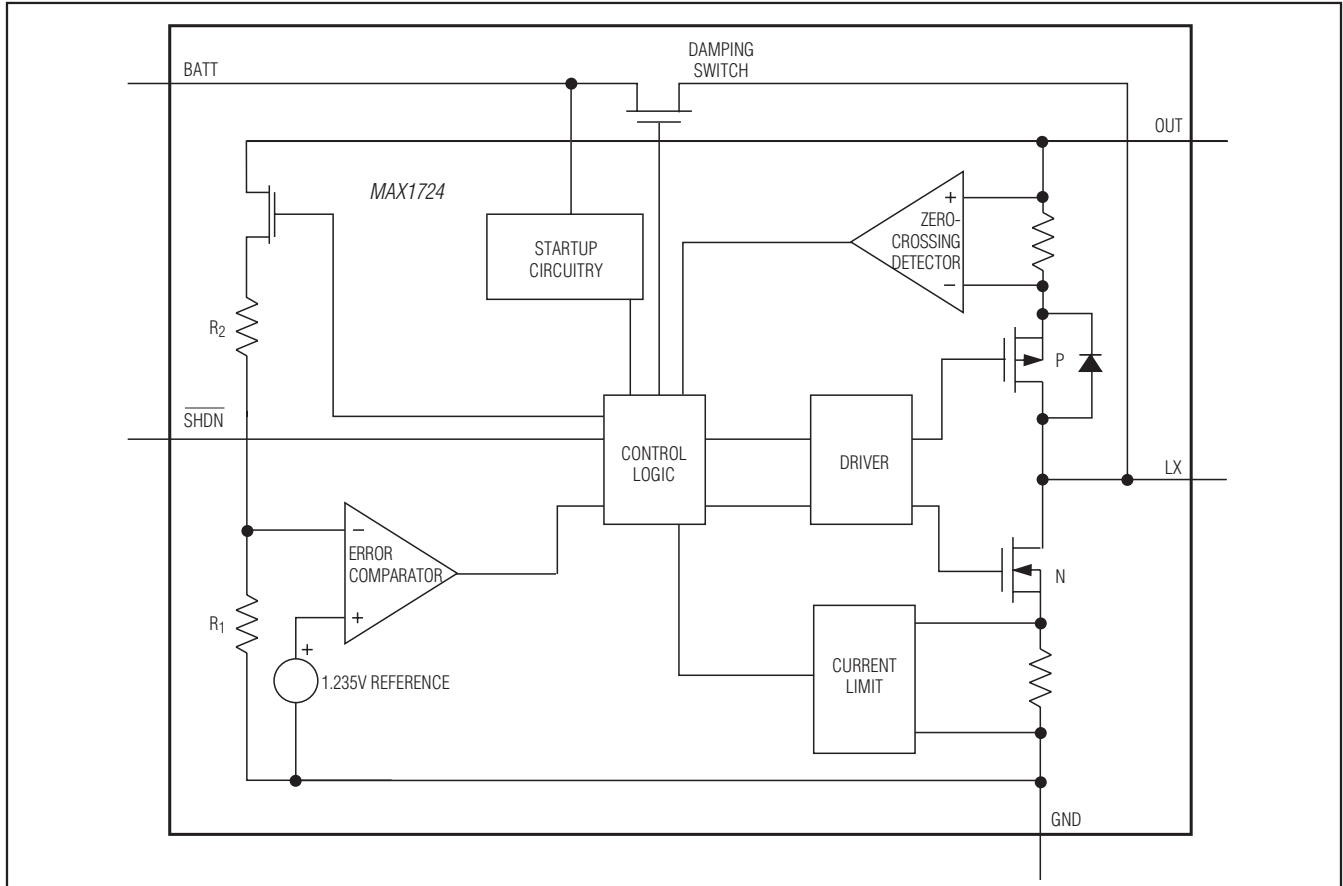 DAMPING
SWITCH
BATT
OUT
MAX1724
+
ZERO-
CROSSING
DETECTOR
−
STARTUP
CIRCUITRY
R2
P
SHDN
CONTROL
LOGIC
DRIVER
LX
−
ERROR
COMPARATOR
+
N
R1
+
1.235V REFERENCE
CURRENT
LIMIT
GND